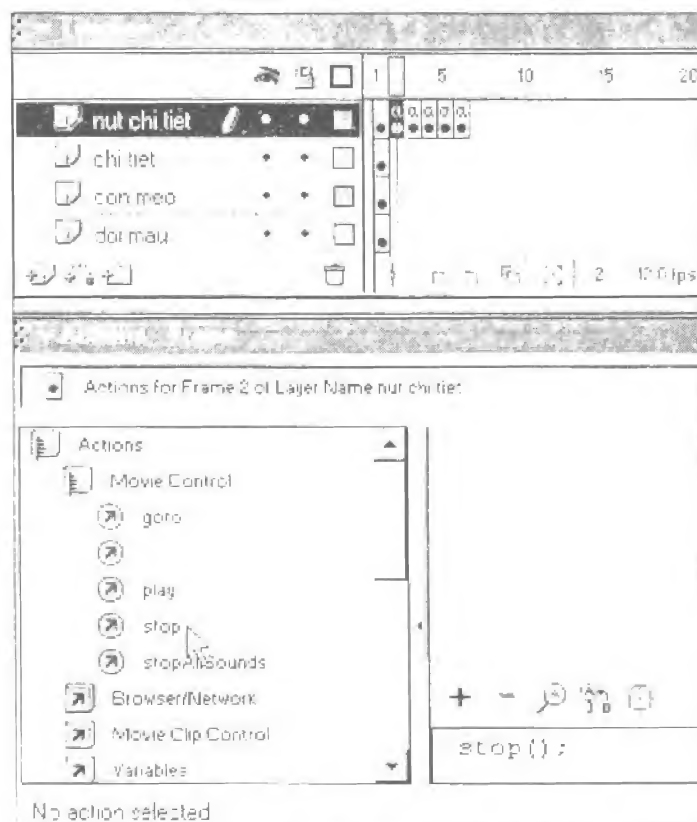 1 5 10 15 20
nut chi tiet
a a a a a
chi tiet
con meo
doi mau
2 12.0 fps
Actions for Frame 2 of Layer Name nut chi tiet
Actions
Movie Control
goto
play
stop
stopAllSounds
Browser/Network
Movie Clip Control
Variables
stop();
No action selected